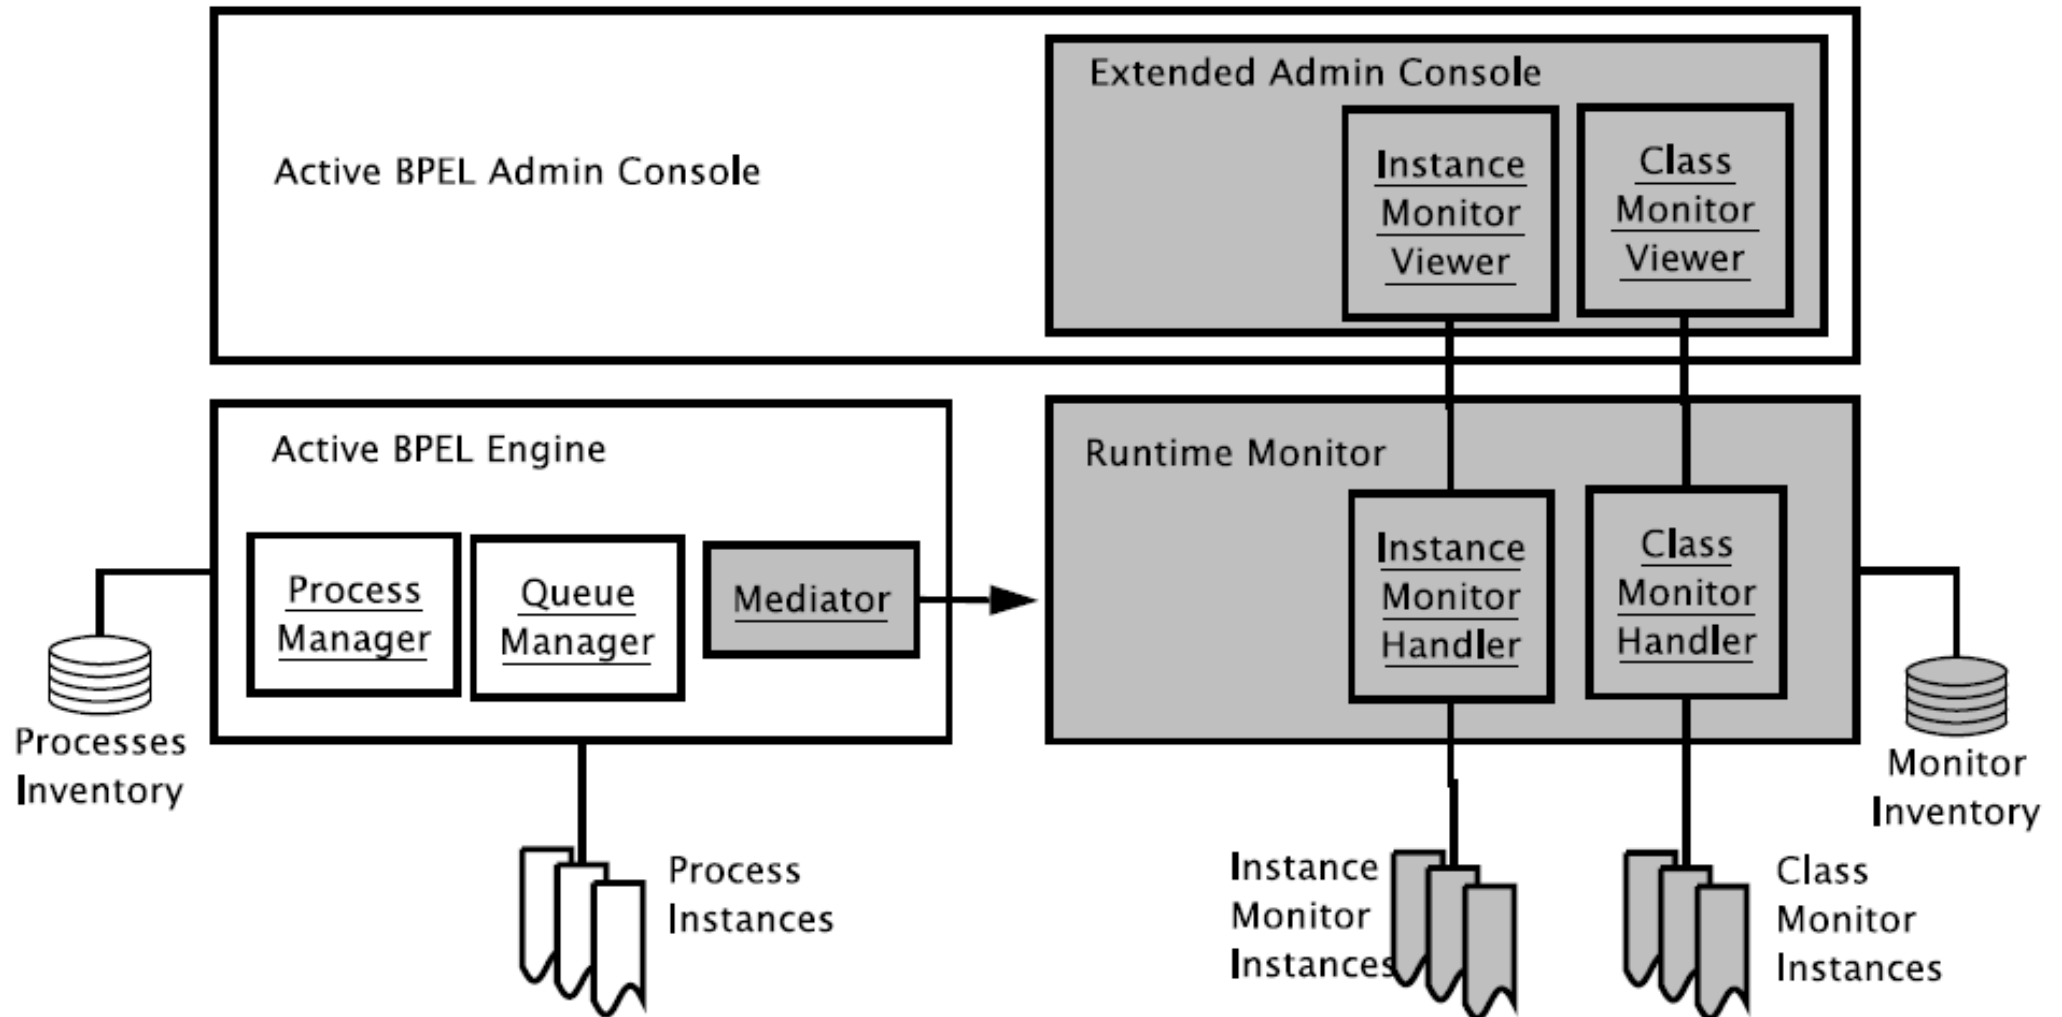 Extended Admin Console
Active BPEL Admin Console
Instance
Monitor
Viewer
Class
Monitor
Viewer
Active BPEL Engine
Process
Manager
Queue
Manager
Mediator
Runtime Monitor
Instance
Monitor
Handler
Class
Monitor
Handler
Processes
Inventory
Monitor
Inventory
Process
Instances
Instance
Monitor
Instances
Class
Monitor
Instances